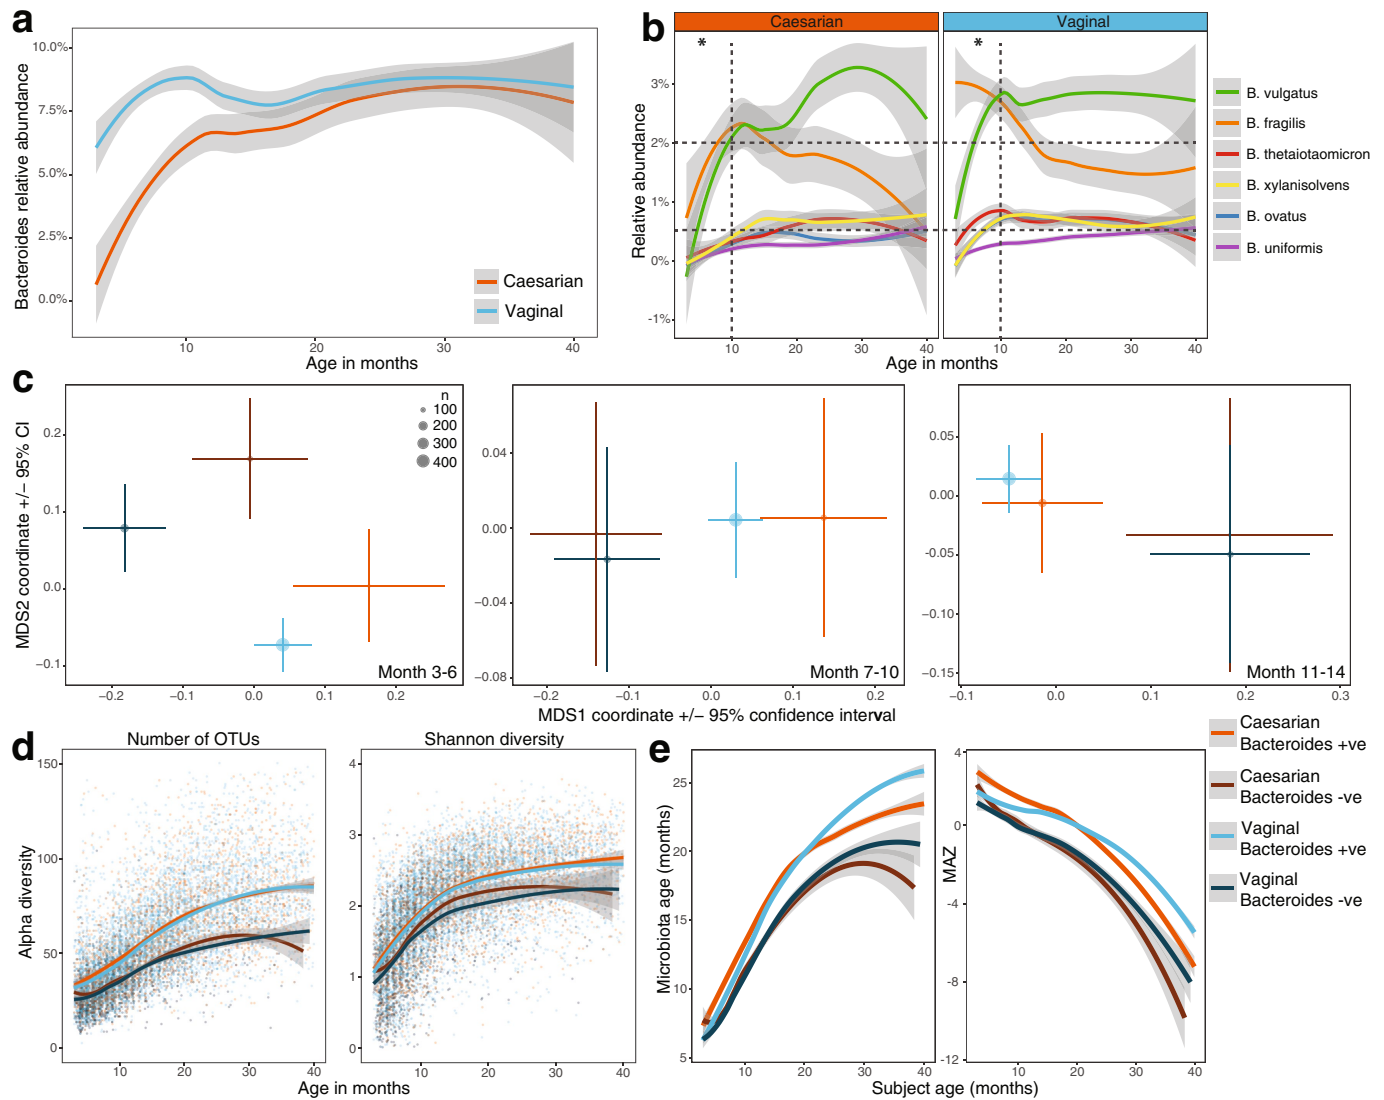 a
Bacteroides relative abundance
10.0%
7.5%
5.0%
2.5%
0.0%
10
20
30
40
Age in months
Caesarian
Vaginal
b
Caesarian
Vaginal
*
*
Relative abundance
3%
2%
1%
0%
-1%
10
20
30
40
10
20
30
40
Age in months
B. vulgatus
B. fragilis
B. thetaiotaomicron
B. xylanisolvens
B. ovatus
B. uniformis
c
MDS2 coordinate +/− 95% CI
0.2
0.1
0.0
−0.1
n
100
200
300
400
Month 3-6
−0.2
−0.1
0.0
0.1
0.2
0.04
0.00
−0.04
−0.08
Month 7-10
−0.2
−0.1
0.0
0.1
0.2
0.05
0.00
−0.05
−0.10
−0.15
Month 11-14
−0.1
0.0
0.1
0.2
0.3
MDS1 coordinate +/− 95% confidence interval
d
Number of OTUs
Shannon diversity
Alpha diversity
150
100
50
0
10
20
30
40
4
3
2
1
0
10
20
30
40
Age in months
e
Microbiota age (months)
25
20
15
10
5
10
20
30
40
MAZ
4
0
-4
-8
-12
10
20
30
40
Subject age (months)
Caesarian
Bacteroides +ve
Caesarian
Bacteroides -ve
Vaginal
Bacteroides +ve
Vaginal
Bacteroides -ve